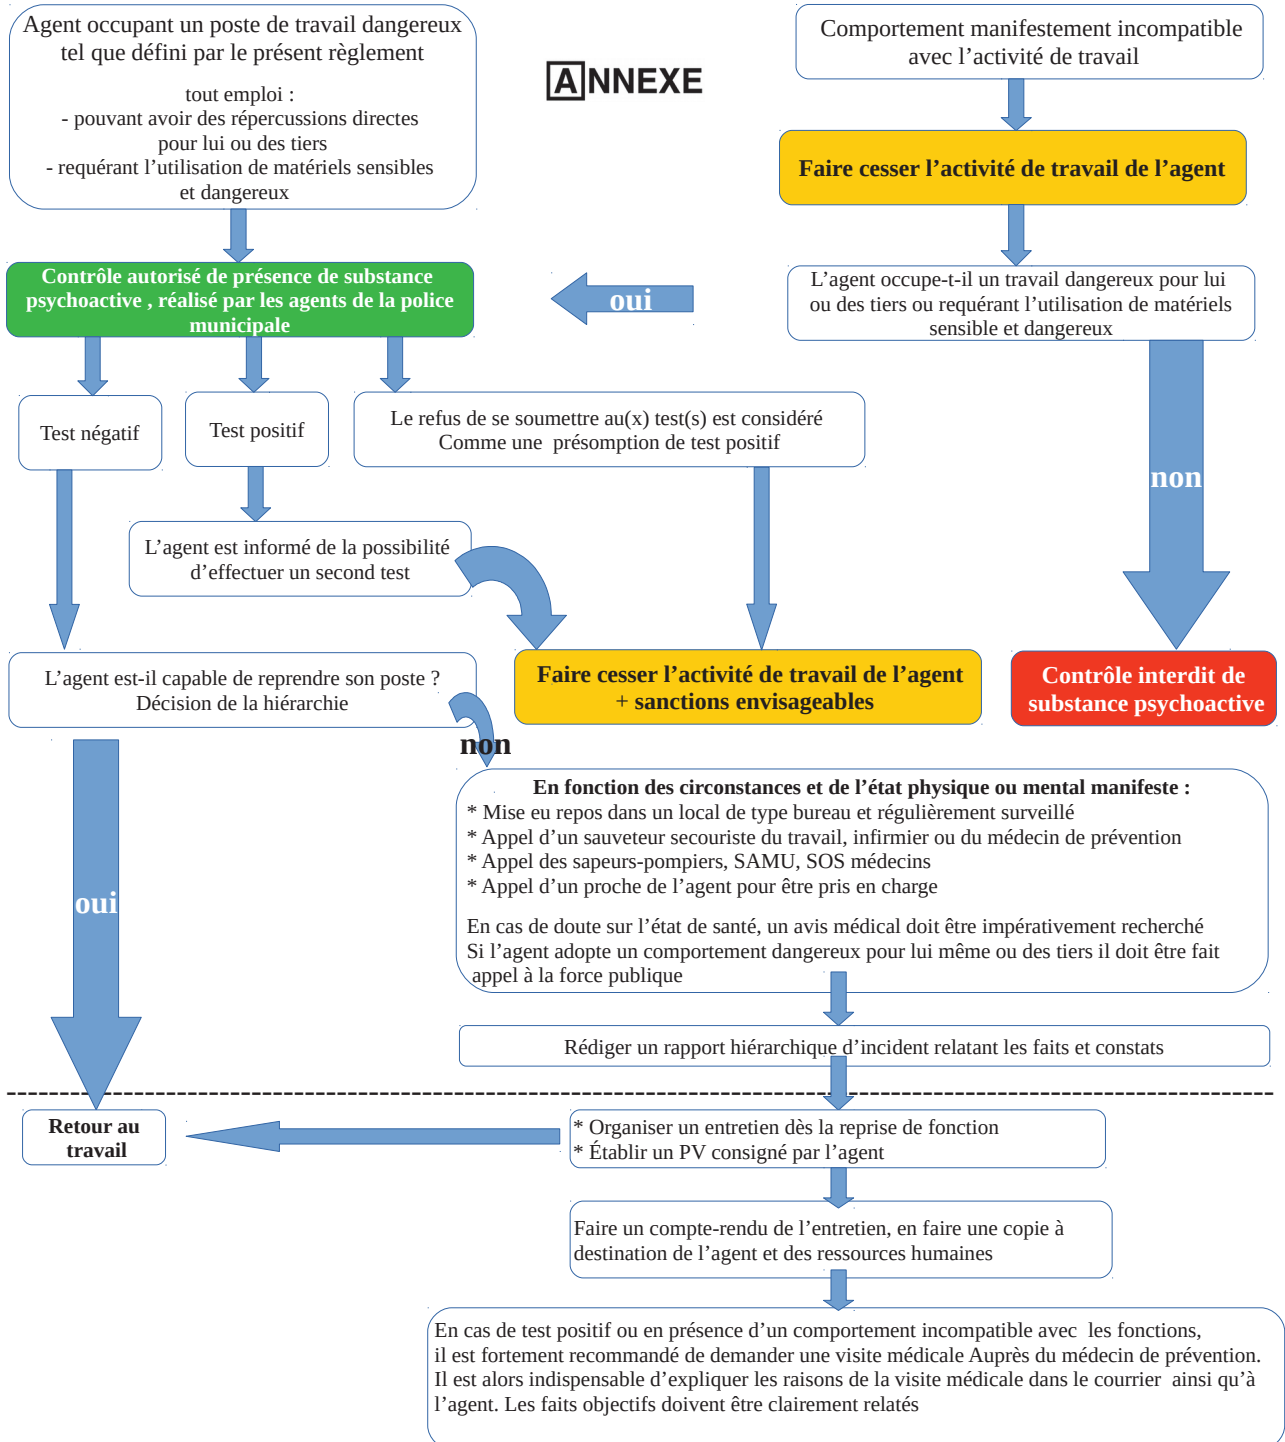 Agent occupant un poste de travail dangereux
tel que défini par le présent règlement
tout emploi :
- pouvant avoir des répercussions directes
pour lui ou des tiers
- requérant l’utilisation de matériels sensibles
et dangereux
ANNEXE
Comportement manifestement incompatible
avec l’activité de travail
Faire cesser l’activité de travail de l’agent
Contrôle autorisé de présence de substance
psychoactive , réalisé par les agents de la police
municipale
oui
L’agent occupe-t-il un travail dangereux pour lui
ou des tiers ou requérant l’utilisation de matériels
sensible et dangereux
Test négatif
Test positif
Le refus de se soumettre au(x) test(s) est considéré
Comme une présomption de test positif
non
L’agent est informé de la possibilité
d’effectuer un second test
L’agent est-il capable de reprendre son poste ?
Décision de la hiérarchie
Faire cesser l’activité de travail de l’agent
+ sanctions envisageables
Contrôle interdit de
substance psychoactive
non
En fonction des circonstances et de l’état physique ou mental manifeste :
* Mise eu repos dans un local de type bureau et régulièrement surveillé
* Appel d’un sauveteur secouriste du travail, infirmier ou du médecin de prévention
* Appel des sapeurs-pompiers, SAMU, SOS médecins
* Appel d’un proche de l’agent pour être pris en charge
En cas de doute sur l’état de santé, un avis médical doit être impérativement recherché
Si l’agent adopte un comportement dangereux pour lui même ou des tiers il doit être fait
appel à la force publique
oui
Rédiger un rapport hiérarchique d’incident relatant les faits et constats
Retour au
travail
* Organiser un entretien dès la reprise de fonction
* Établir un PV consigné par l’agent
Faire un compte-rendu de l’entretien, en faire une copie à
destination de l’agent et des ressources humaines
En cas de test positif ou en présence d’un comportement incompatible avec les fonctions,
il est fortement recommandé de demander une visite médicale Auprès du médecin de prévention.
Il est alors indispensable d’expliquer les raisons de la visite médicale dans le courrier ainsi qu’à
l’agent. Les faits objectifs doivent être clairement relatés